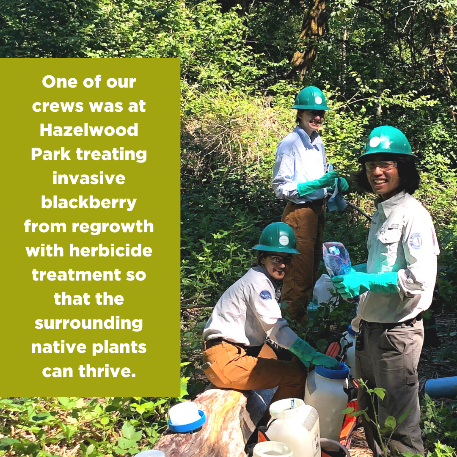 One of our
crews was at
Hazelwood
Park treating
invasive
blackberry
from regrowth
with herbicide
treatment so
that the
surrounding
native plants
can thrive.